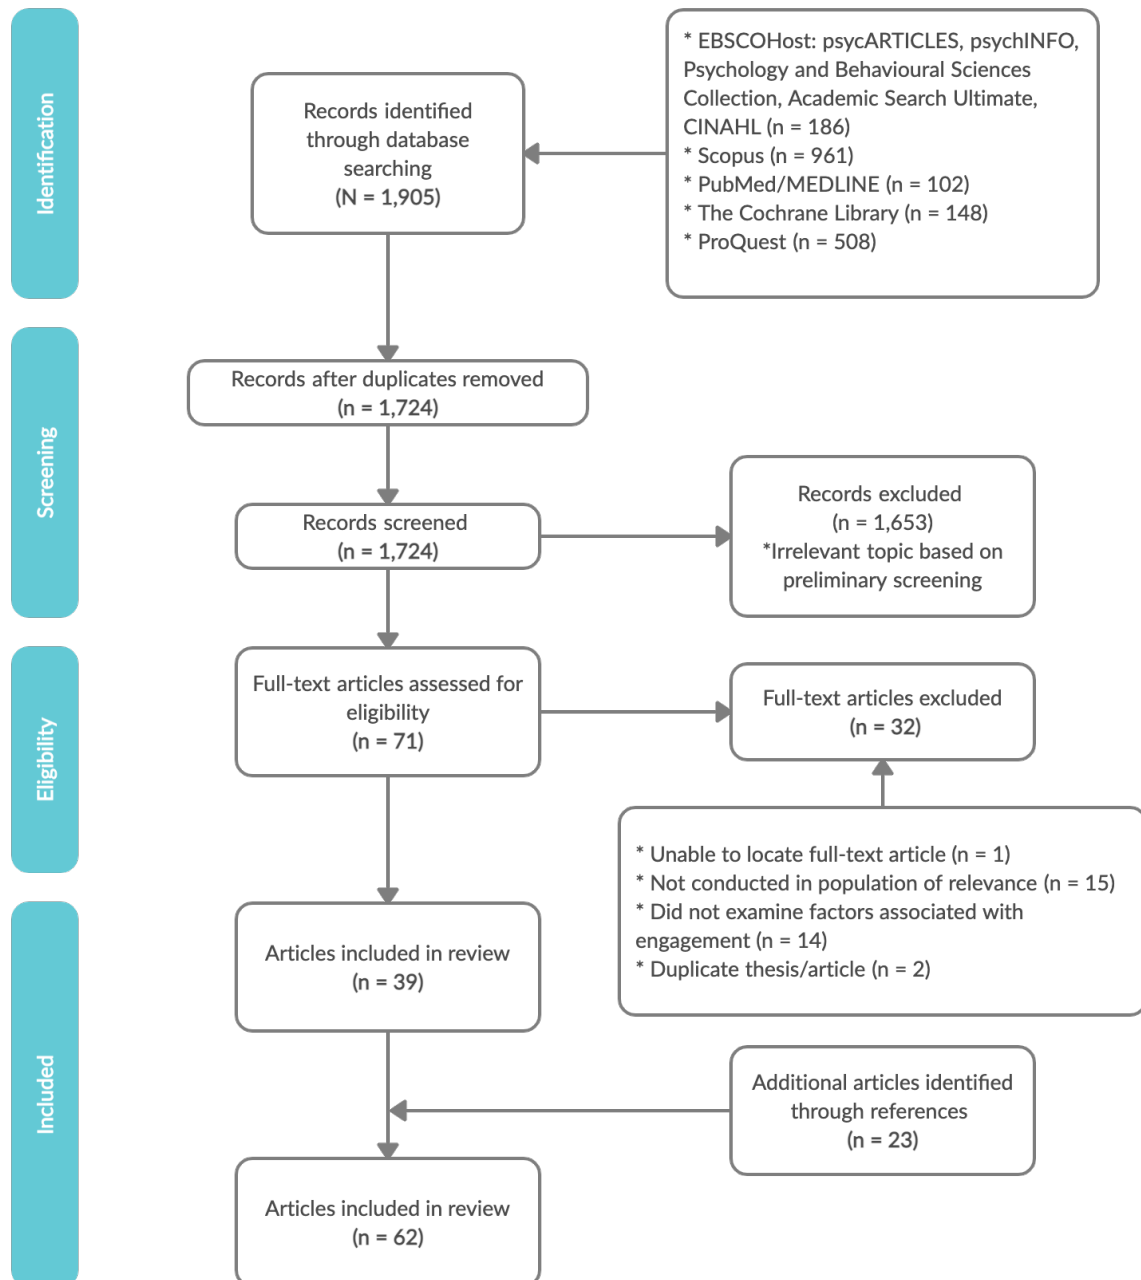 Identification
Records identified
through database
searching
(N = 1,905)
* EBSCOHost: psycARTICLES, psychINFO,
Psychology and Behavioural Sciences
Collection, Academic Search Ultimate,
CINAHL (n = 186)
* Scopus (n = 961)
* PubMed/MEDLINE (n = 102)
* The Cochrane Library (n = 148)
* ProQuest (n = 508)
Screening
Records after duplicates removed
(n = 1,724)
Records screened
(n = 1,724)
Records excluded
(n = 1,653)
*Irrelevant topic based on
preliminary screening
Eligibility
Full-text articles assessed for
eligibility
(n = 71)
Full-text articles excluded
(n = 32)
* Unable to locate full-text article (n = 1)
* Not conducted in population of relevance (n = 15)
* Did not examine factors associated with
engagement (n = 14)
* Duplicate thesis/article (n = 2)
Included
Articles included in review
(n = 39)
Additional articles identified
through references
(n = 23)
Articles included in review
(n = 62)